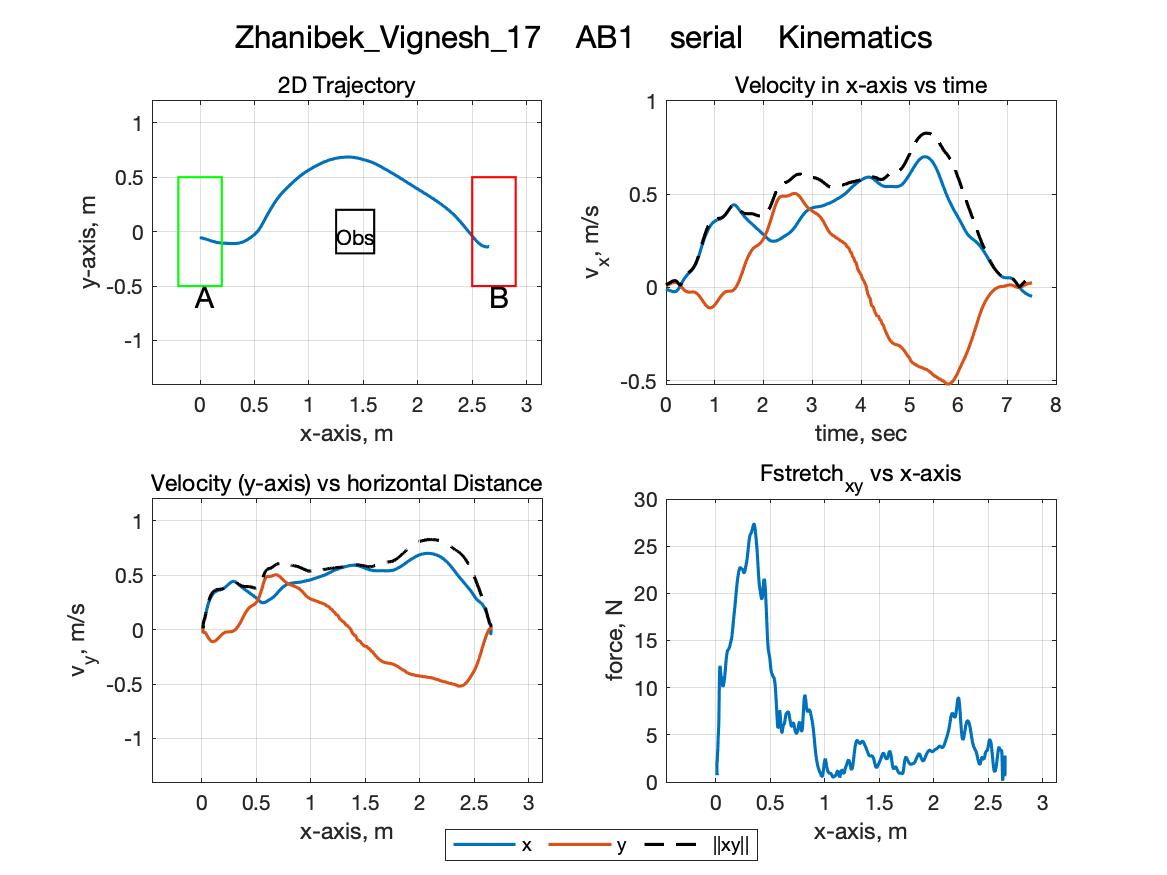 Zhanibek_Vignesh_17 AB1 serial Kinematics
2D Trajectory
1
0.5
0
-0.5
-1
y-axis, m
A
Obs
B
0 0.5 1 1.5 2 2.5 3
x-axis, m
Velocity in x-axis vs time
1
0.5
0
-0.5
v_x, m/s
0 1 2 3 4 5 6 7 8
time, sec
Velocity (y-axis) vs horizontal Distance
1
0.5
0
-0.5
-1
v_y, m/s
0 0.5 1 1.5 2 2.5 3
x-axis, m
Fstretch_xy vs x-axis
30
25
20
15
10
5
0
force, N
0 0.5 1 1.5 2 2.5 3
x-axis, m
x y ||xy||